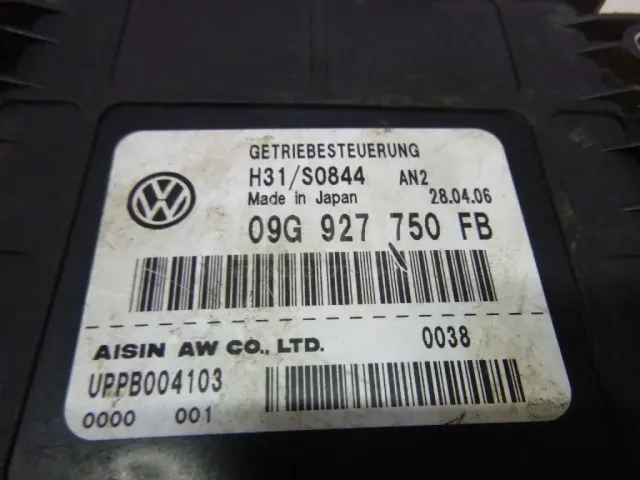 GETRIEBESTEUERUNG
H31/S0844 AN2
Made in Japan 28.04.06
09G 927 750 FB
AISIN AW CO., LTD. 0038
UPPB004103
0000 001